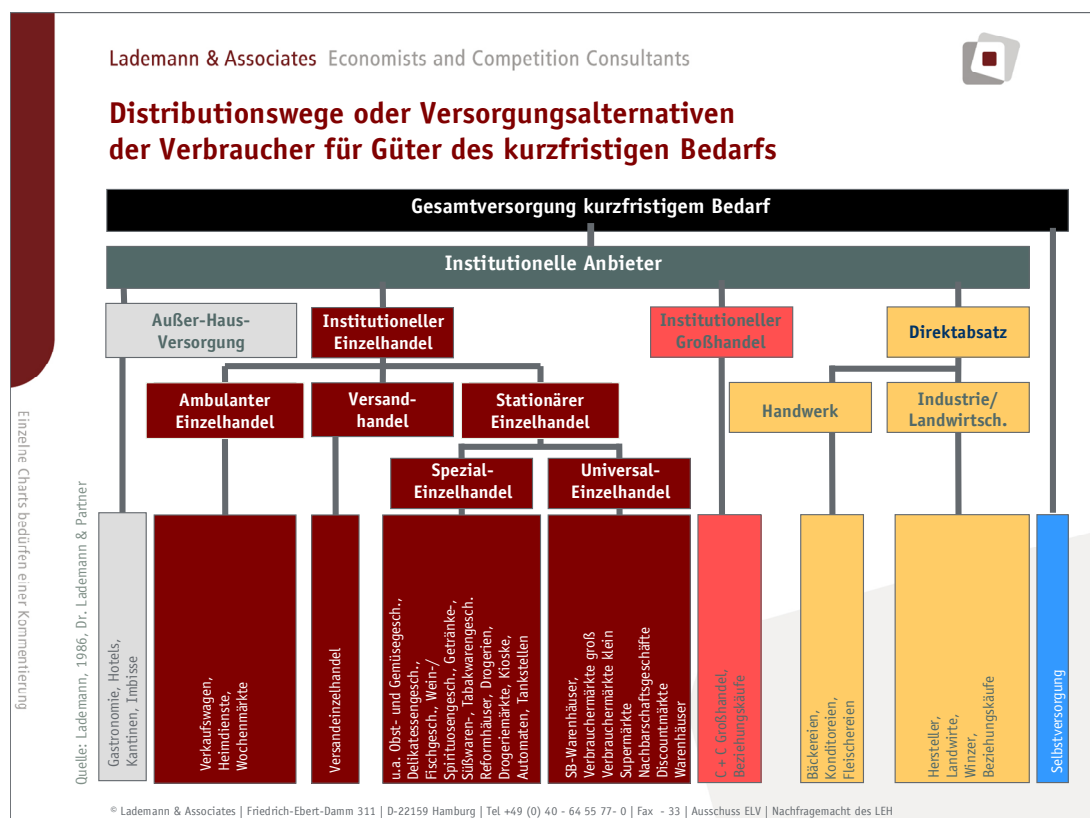 Lademann & Associates Economists and Competition Consultants
Distributionswege oder Versorgungsalternativen
der Verbraucher für Güter des kurzfristigen Bedarfs
Gesamtversorgung kurzfristigem Bedarf
Institutionelle Anbieter
Außer-Haus-
Versorgung
Institutioneller
Einzelhandel
Institutioneller
Großhandel
Direktabsatz
Ambulanter
Einzelhandel
Versand-
handel
Stationärer
Einzelhandel
Handwerk
Industrie/
Landwirtsch.
Spezial-
Einzelhandel
Universal-
Einzelhandel
Gastronomie, Hotels,
Kantinen, Imbisse
Verkaufswagen,
Heimdienste,
Wochenmärkte
Versandeinzelhandel
u.a. Obst- und Gemüsegesch.,
Delikatessengesch.,
Fischgesch., Wein-/
Spirituosengesch., Getränke-,
Süßwaren-, Tabakwarengesch.
Reformhäuser, Drogerien,
Drogeriemärkte, Kioske,
Automaten, Tankstellen
SB-Warenhäuser,
Verbrauchermärkte groß
Verbrauchermärkte klein
Supermärkte
Nachbarschaftsgeschäfte
Discountmärkte
Warenhäuser
C + C Großhandel,
Beziehungskäufe
Bäckereien,
Konditoreien,
Fleischereien
Hersteller,
Landwirte,
Winzer,
Beziehungskäufe
Selbstversorgung
Einzelne Charts bedürfen einer Kommentierung
Quelle: Lademann, 1986, Dr. Lademann & Partner
© Lademann & Associates | Friedrich-Ebert-Damm 311 | D-22159 Hamburg | Tel +49 (0) 40 - 64 55 77- 0 | Fax - 33 | Ausschuss ELV | Nachfragemacht des LEH